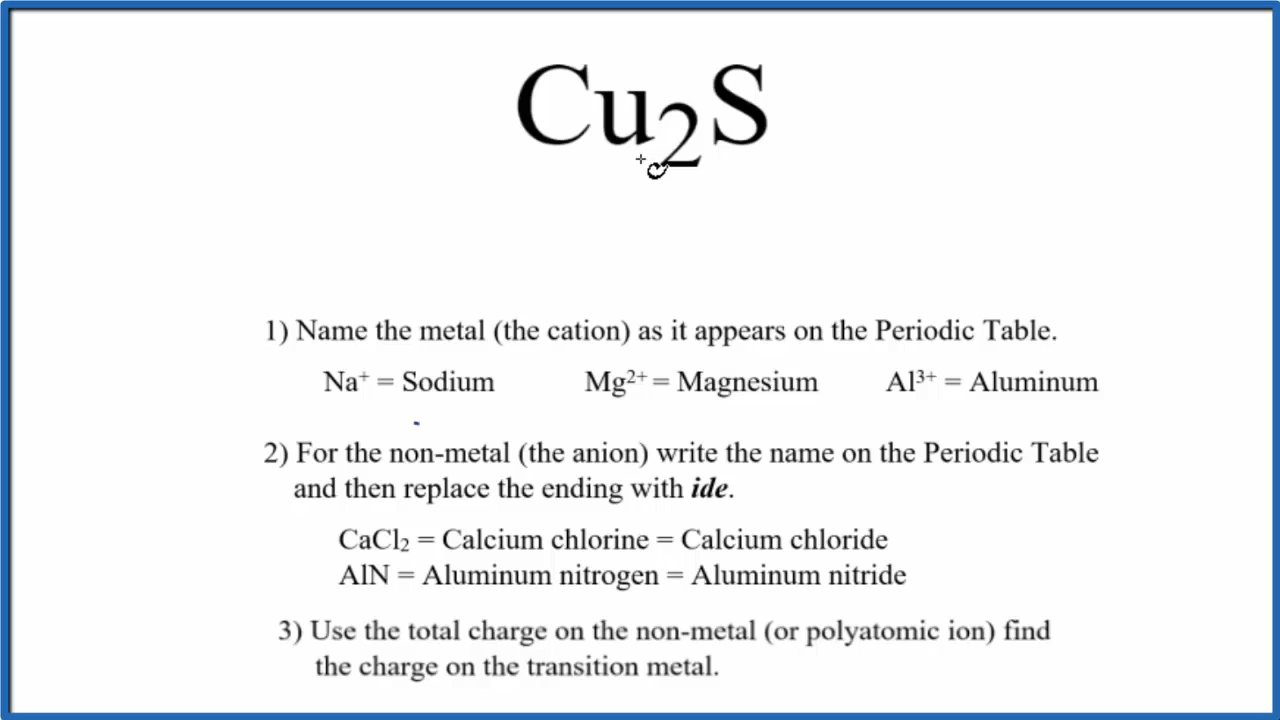 Cu₂S
1) Name the metal (the cation) as it appears on the Periodic Table.
Na⁺ = Sodium Mg²⁺ = Magnesium Al³⁺ = Aluminum
2) For the non-metal (the anion) write the name on the Periodic Table
and then replace the ending with ide.
CaCl₂ = Calcium chlorine = Calcium chloride
AlN = Aluminum nitrogen = Aluminum nitride
3) Use the total charge on the non-metal (or polyatomic ion) find
the charge on the transition metal.